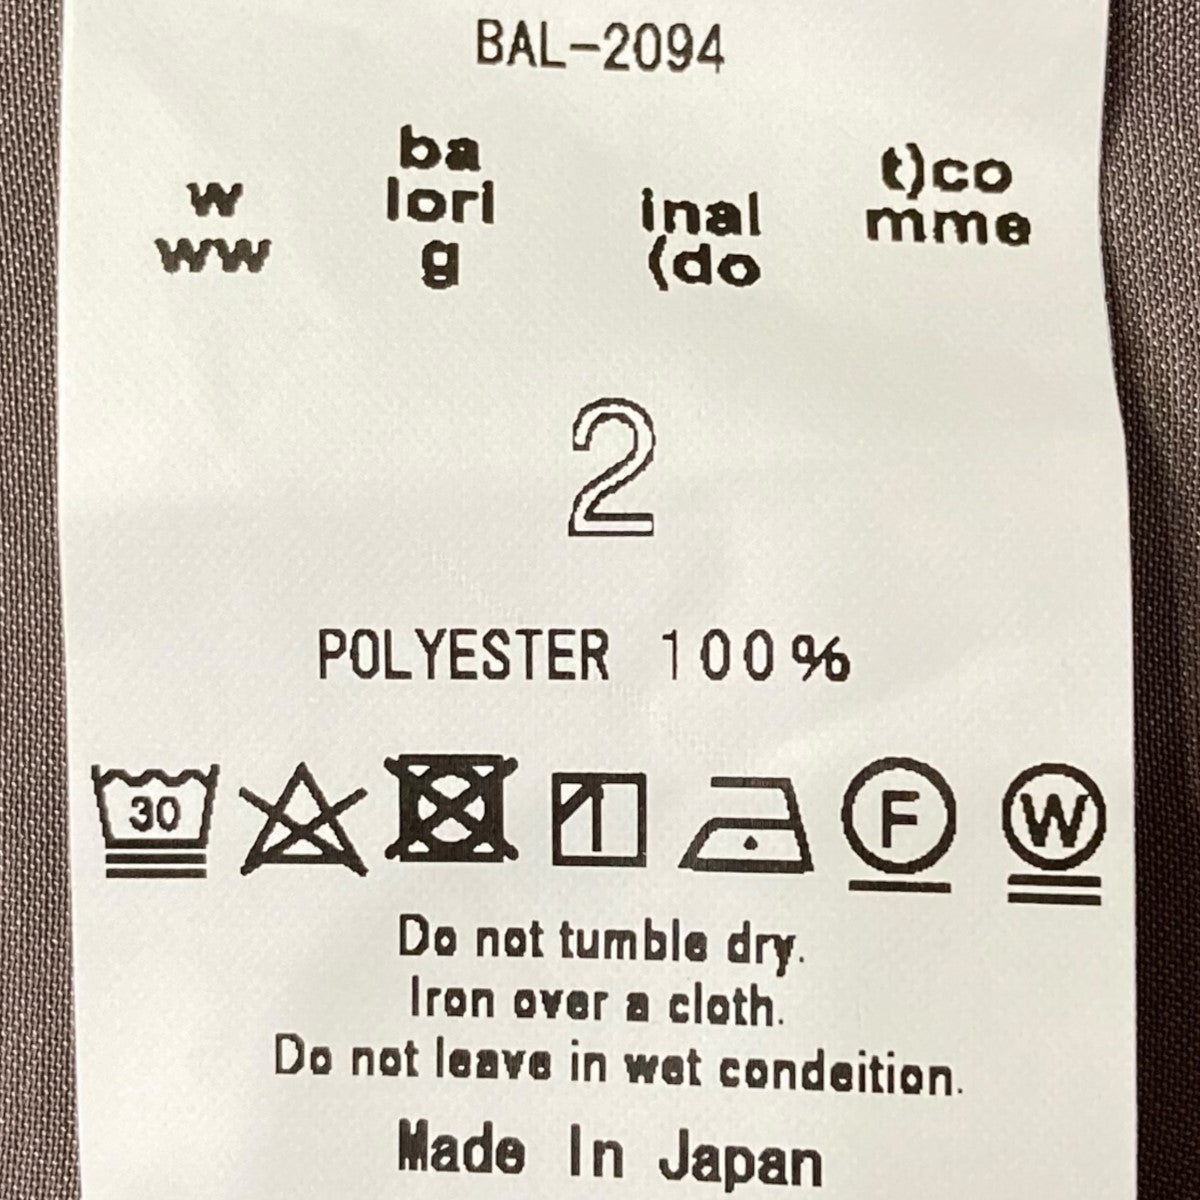 BAL-2094
w
ww
ba
lori
g
inal
(do
t)co
mme
2
POLYESTER 100%
30
F
W
Do not tumble dry.
Iron over a cloth.
Do not leave in wet condeition.
Made In Japan